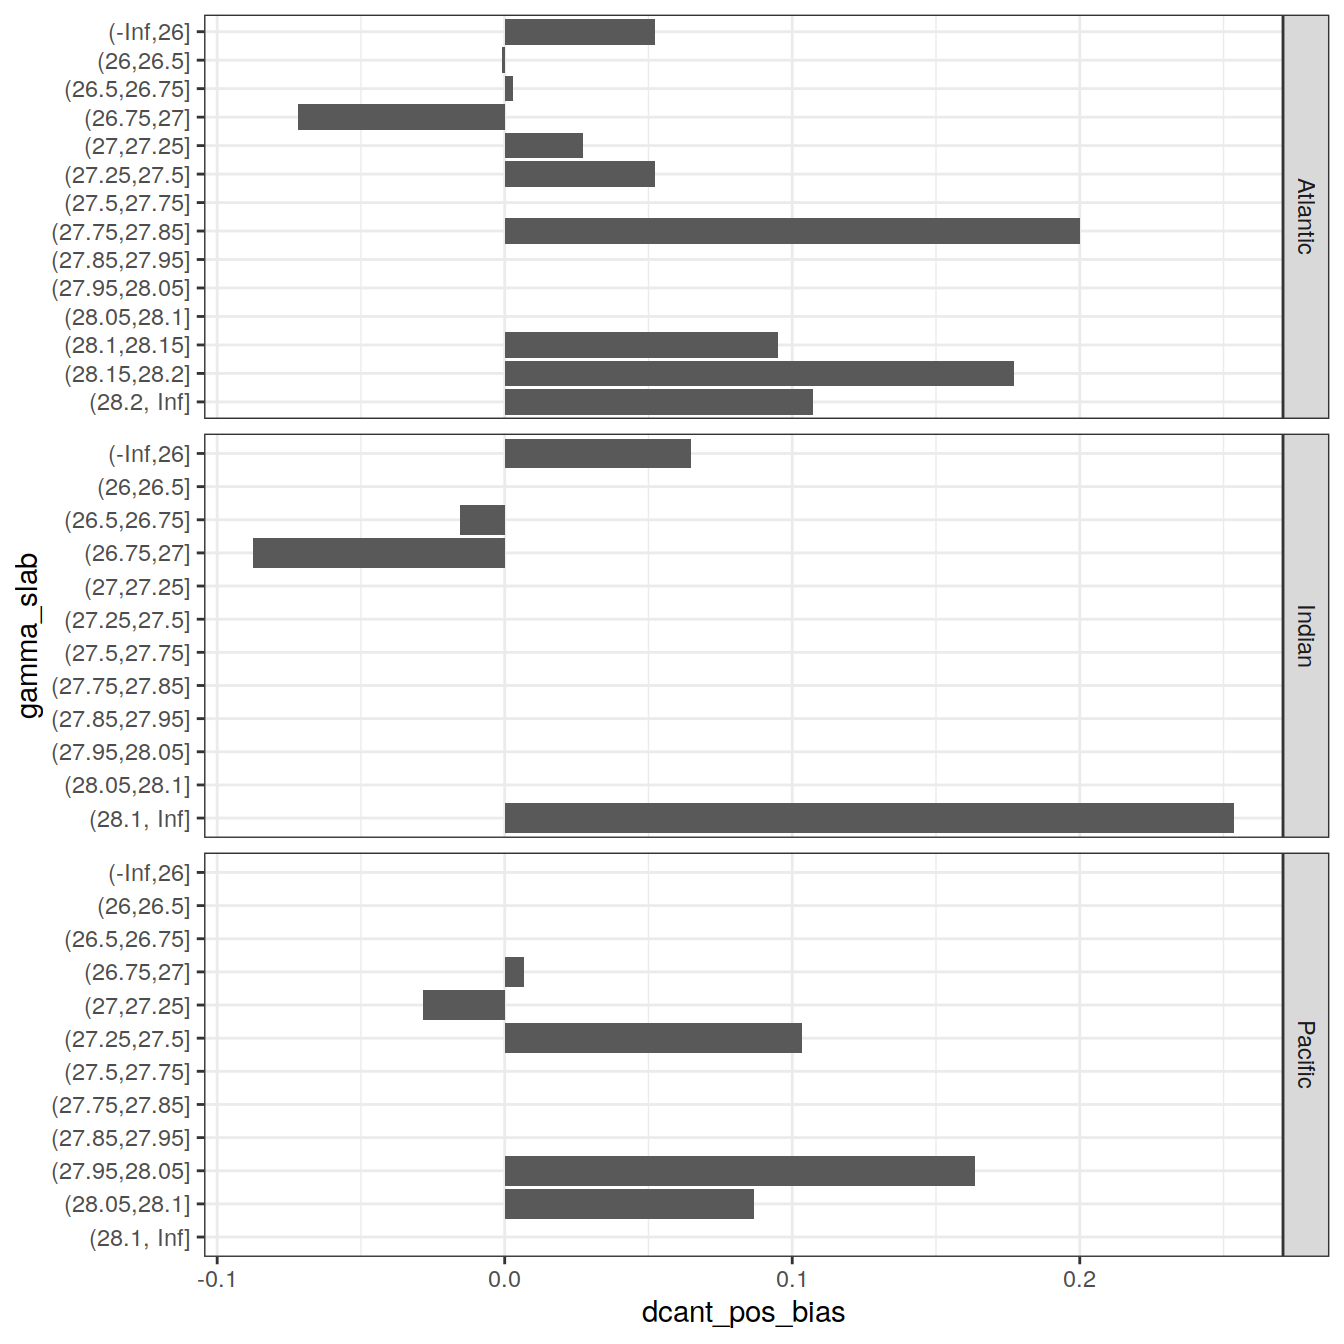 (-Inf,26]
(26,26.5]
(26.5,26.75]
(26.75,27]
(27,27.25]
(27.25,27.5]
(27.5,27.75]
(27.75,27.85]
(27.85,27.95]
(27.95,28.05]
(28.05,28.1]
(28.1,28.15]
(28.15,28.2]
(28.2, Inf]
Atlantic
(-Inf,26]
(26,26.5]
(26.5,26.75]
(26.75,27]
(27,27.25]
(27.25,27.5]
(27.5,27.75]
(27.75,27.85]
(27.85,27.95]
(27.95,28.05]
(28.05,28.1]
(28.1, Inf]
Indian
gamma_slab
(-Inf,26]
(26,26.5]
(26.5,26.75]
(26.75,27]
(27,27.25]
(27.25,27.5]
(27.5,27.75]
(27.75,27.85]
(27.85,27.95]
(27.95,28.05]
(28.05,28.1]
(28.1, Inf]
Pacific
-0.1 0.0 0.1 0.2
dcant_pos_bias